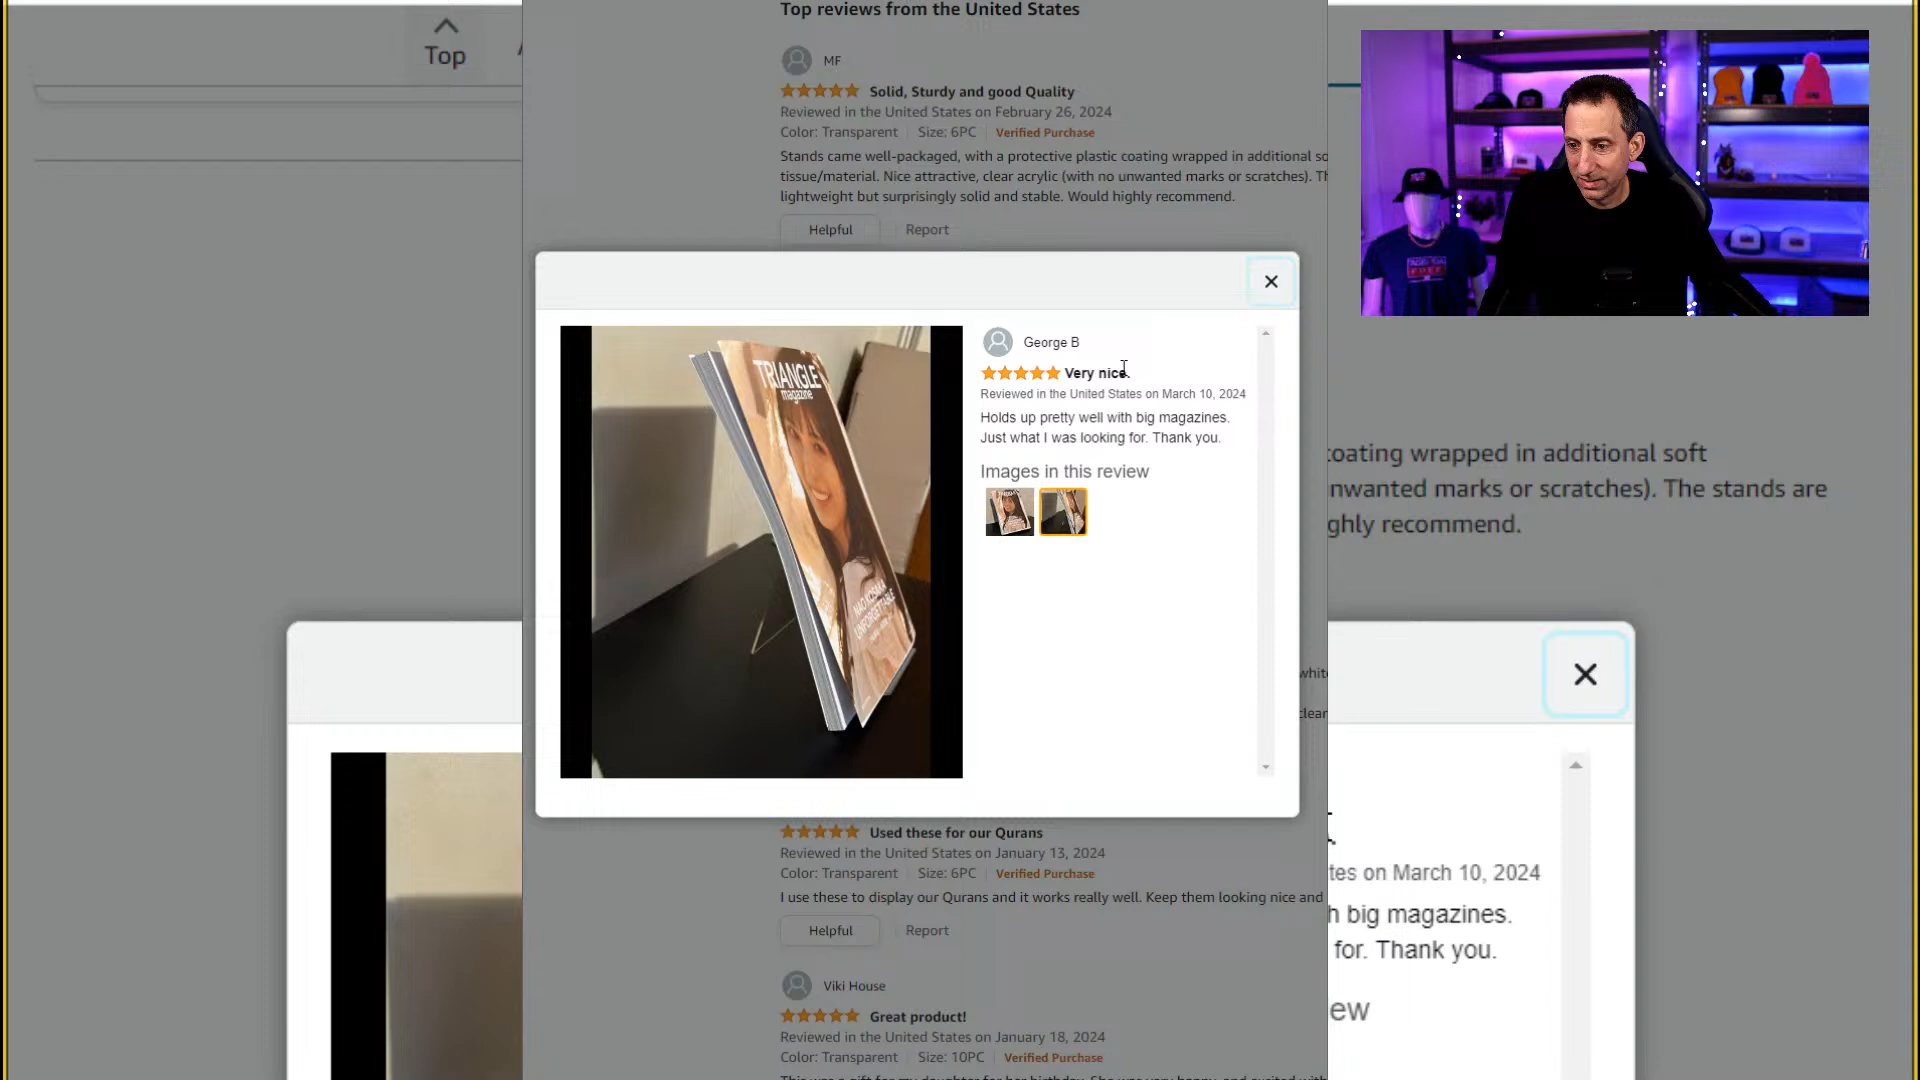 Top reviews from the United States
Top
MF
Solid, Sturdy and good Quality
Reviewed in the United States on February 26, 2024
Color: Transparent Size: 6PC Verified Purchase
Stands came well-packaged, with a protective plastic coating wrapped in additional so
tissue/material. Nice attractive, clear acrylic (with no unwanted marks or scratches). Th
lightweight but surprisingly solid and stable. Would highly recommend.
Helpful Report
TRIANGLE
magazine
NAO KOSAKA
UNFORGETTABLE
George B
Very nice.
Reviewed in the United States on March 10, 2024
Holds up pretty well with big magazines.
Just what I was looking for. Thank you.
Images in this review
coating wrapped in additional soft
nwanted marks or scratches). The stands are
ghly recommend.
white
clear
Used these for our Qurans
Reviewed in the United States on January 13, 2024
Color: Transparent Size: 6PC Verified Purchase
I use these to display our Qurans and it works really well. Keep them looking nice and
Helpful Report
Viki House
Great product!
Reviewed in the United States on January 18, 2024
Color: Transparent Size: 10PC Verified Purchase
tes on March 10, 2024
h big magazines.
for. Thank you.
ew